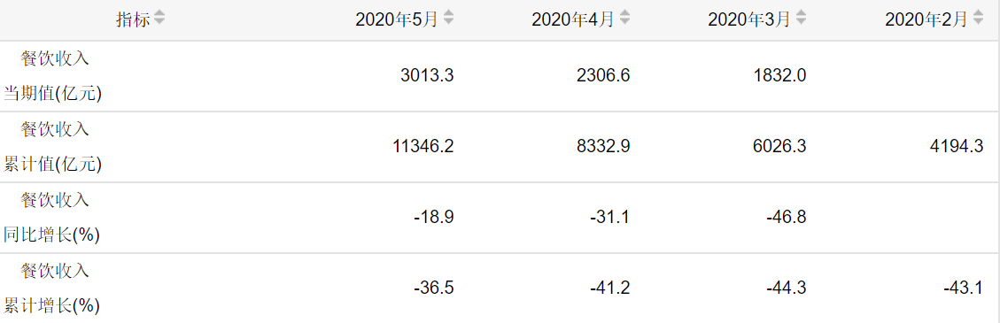 指标 2020年5月 2020年4月 2020年3月 2020年2月
餐饮收入
当期值(亿元) 3013.3 2306.6 1832.0
餐饮收入
累计值(亿元) 11346.2 8332.9 6026.3 4194.3
餐饮收入
同比增长(%) -18.9 -31.1 -46.8
餐饮收入
累计增长(%) -36.5 -41.2 -44.3 -43.1